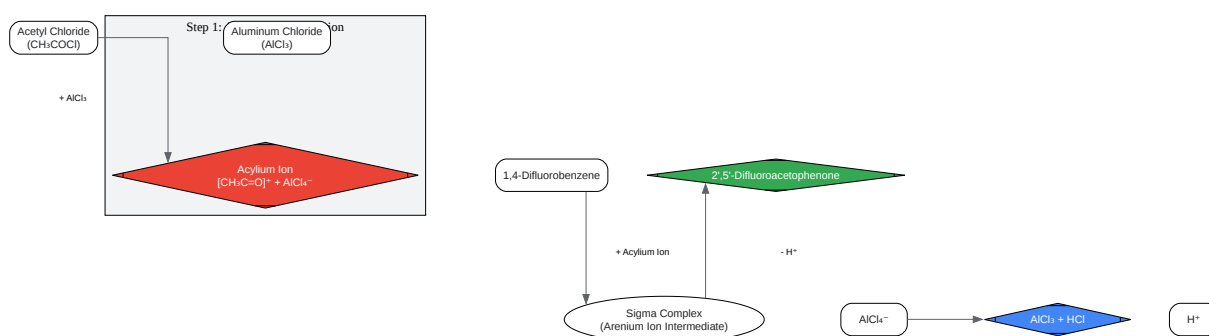 Step 1:
ion
Acetyl Chloride
(CH₃COCl)
Aluminum Chloride
(AlCl₃)
+ AlCl₃
Acylium Ion
[CH₃C=O]⁺ + AlCl₄⁻
1,4-Difluorobenzene
2',5'-Difluoroacetophenone
+ Acylium Ion
- H⁺
Sigma Complex
(Arenium Ion Intermediate)
AlCl₄⁻
AlCl₃ + HCl
H⁺